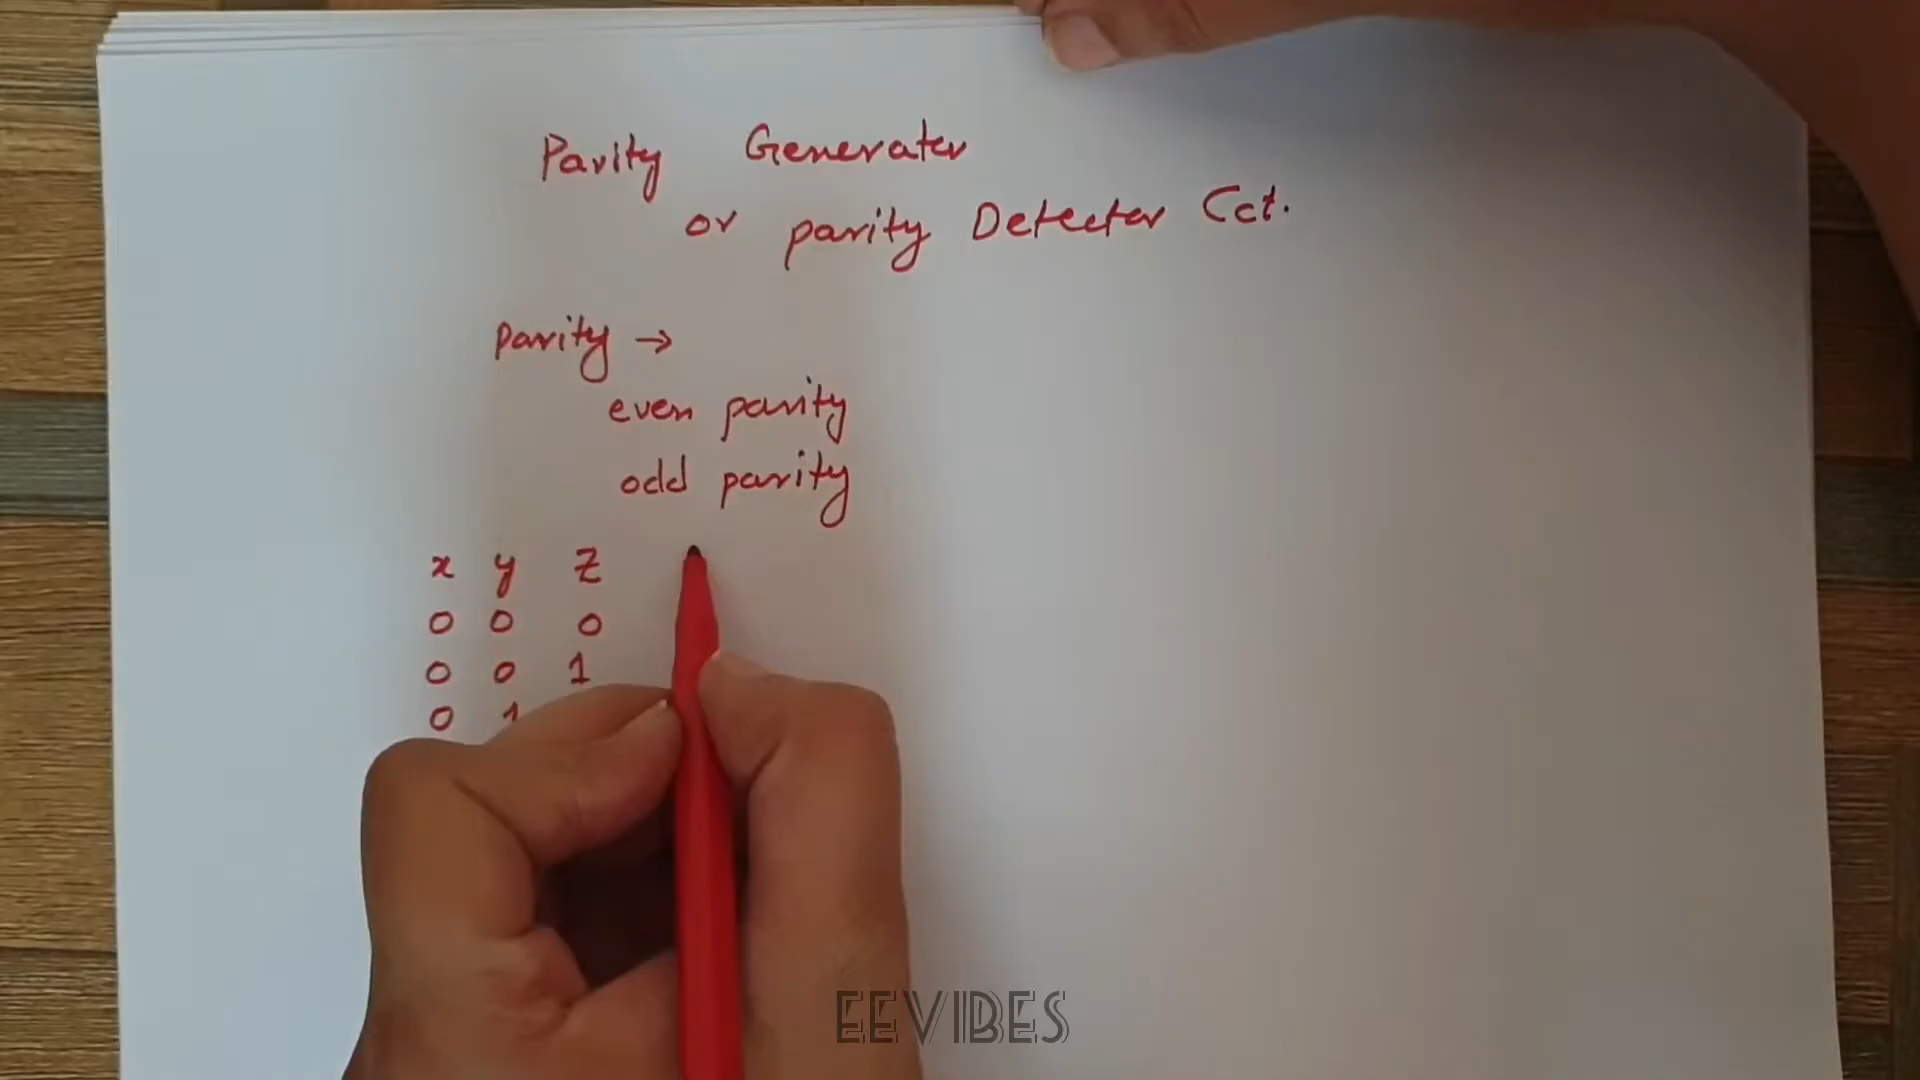 Parity Generater
or parity Detecter Cct.
parity →
even parity
odd parity
x y z
0 0 0
0 0 1
0 1
EEVIBES